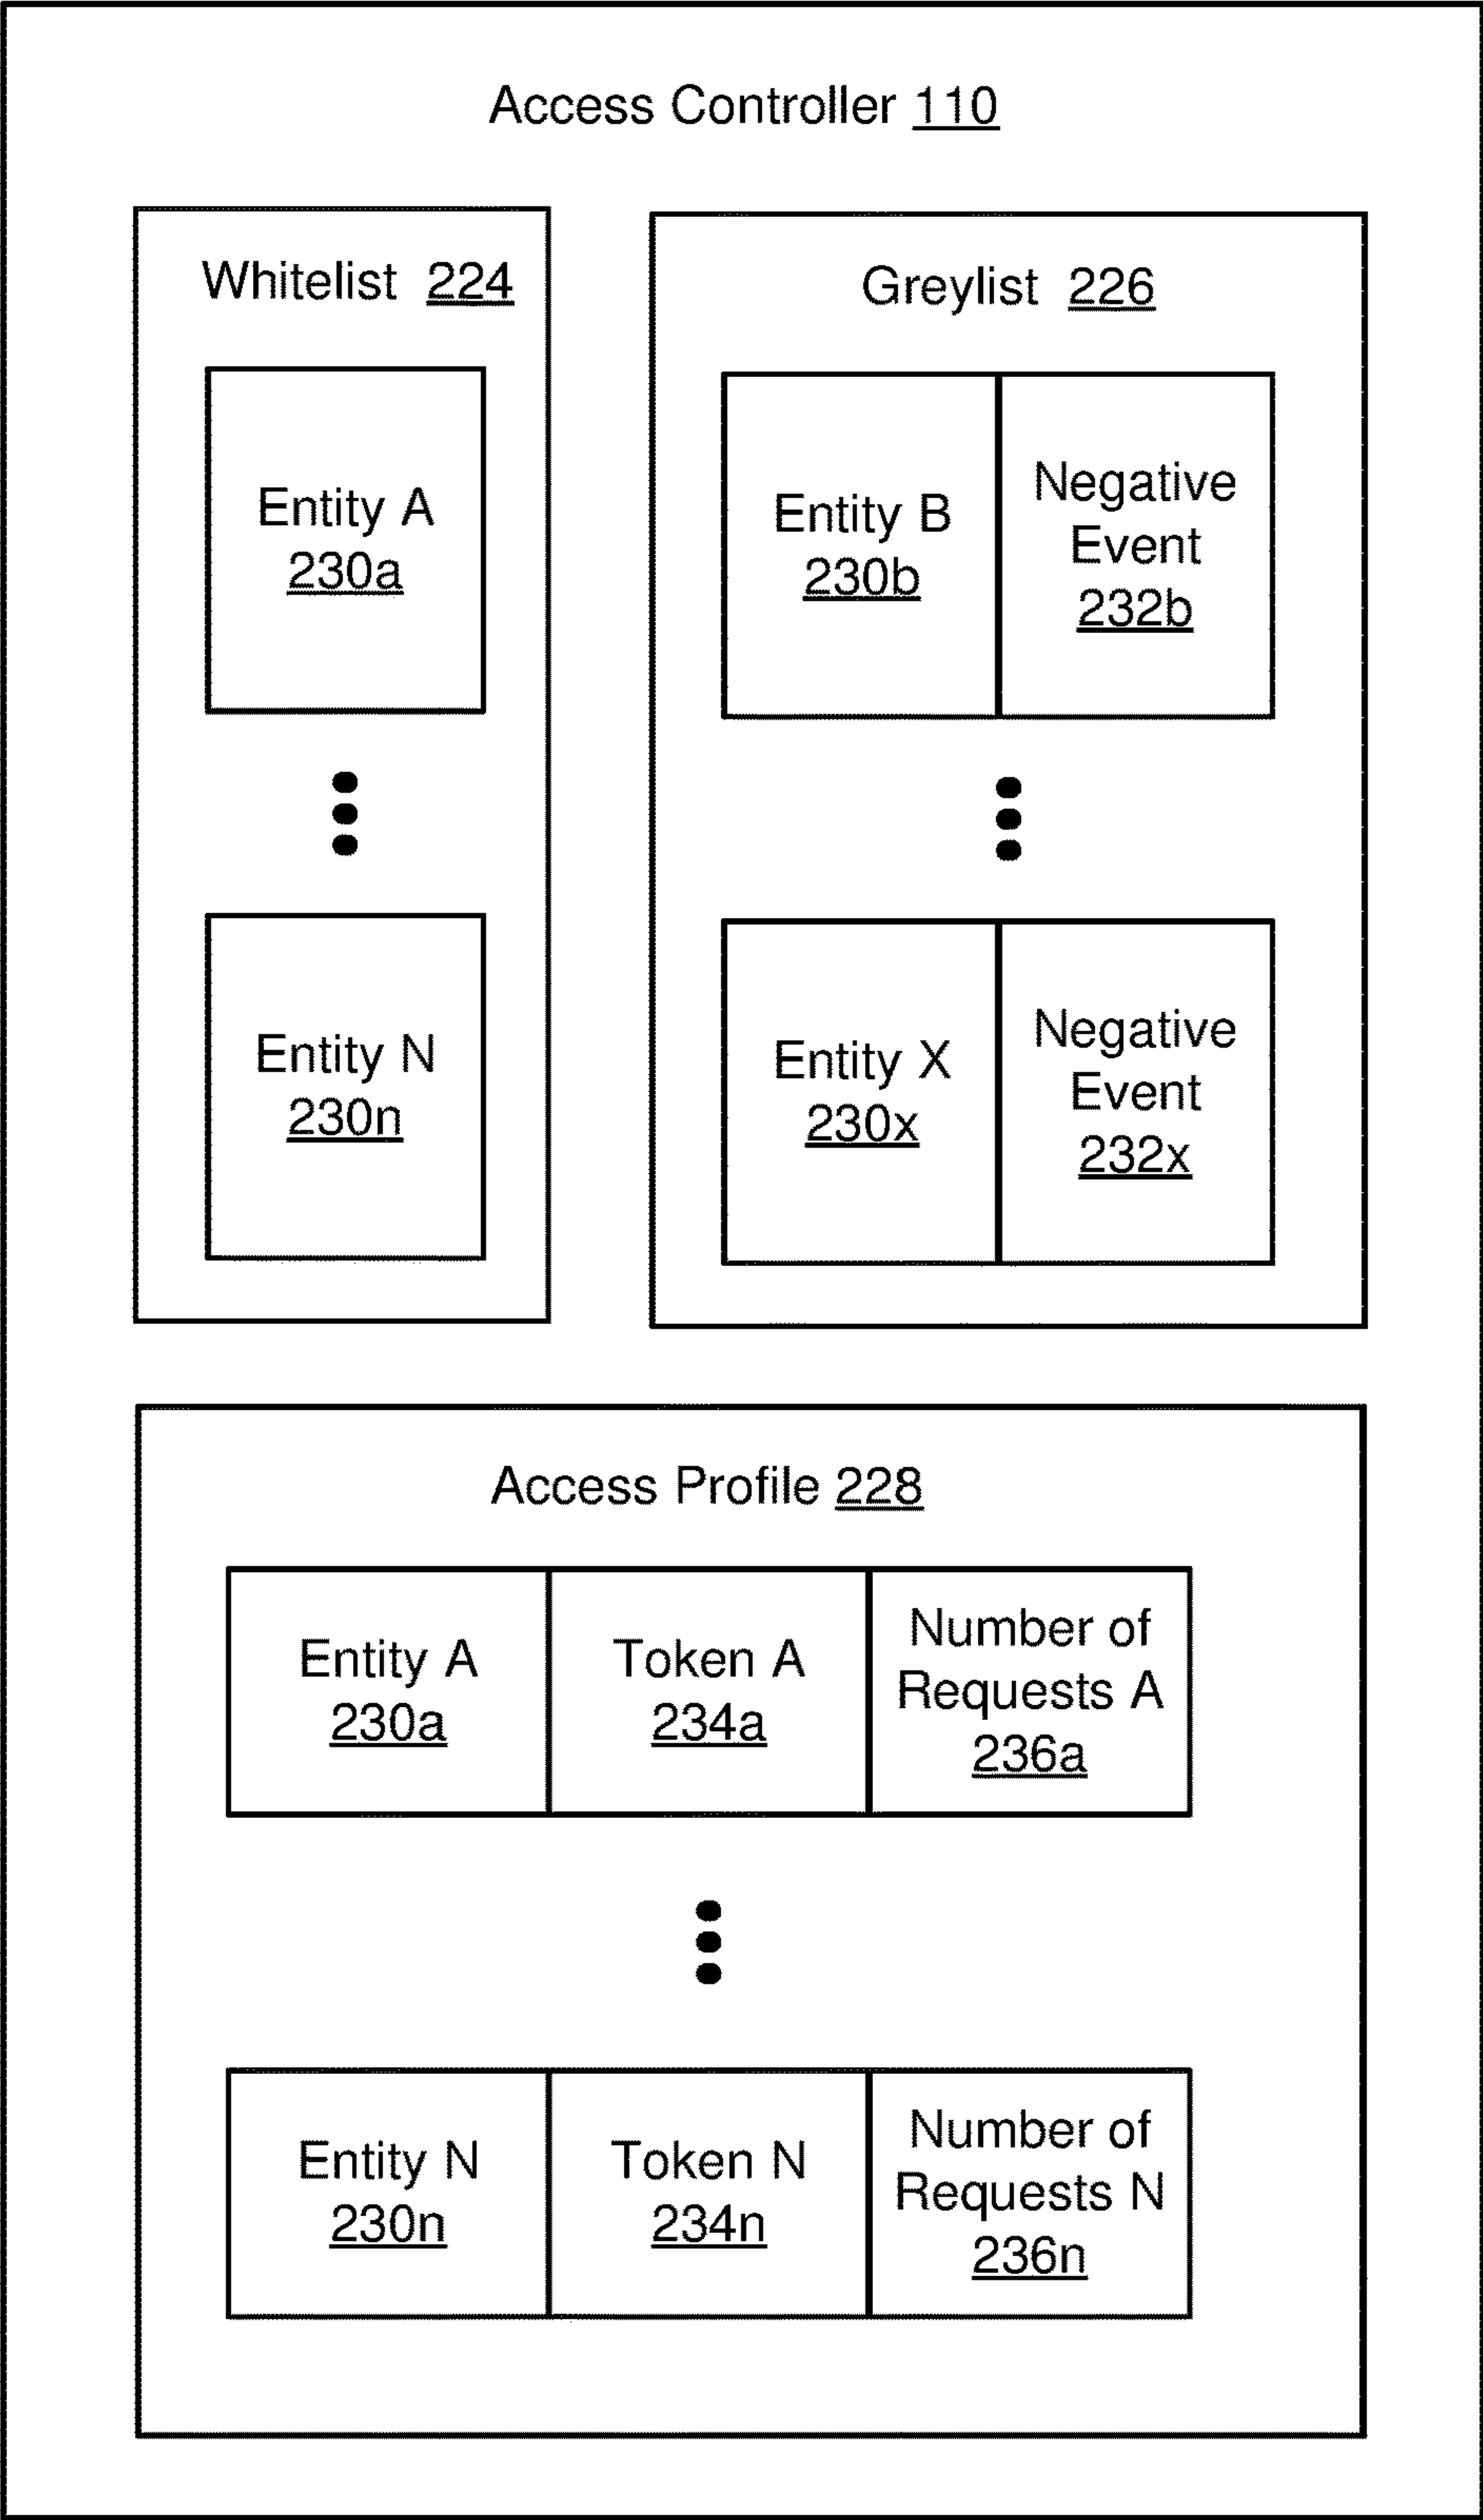 Access Controller 110
Whitelist 224
Entity A
230a
Entity N
230n
Greylist 226
Entity B
230b
Negative
Event
232b
Entity X
230x
Negative
Event
232x
Access Profile 228
Entity A
230a
Token A
234a
Number of
Requests A
236a
Entity N
230n
Token N
234n
Number of
Requests N
236n